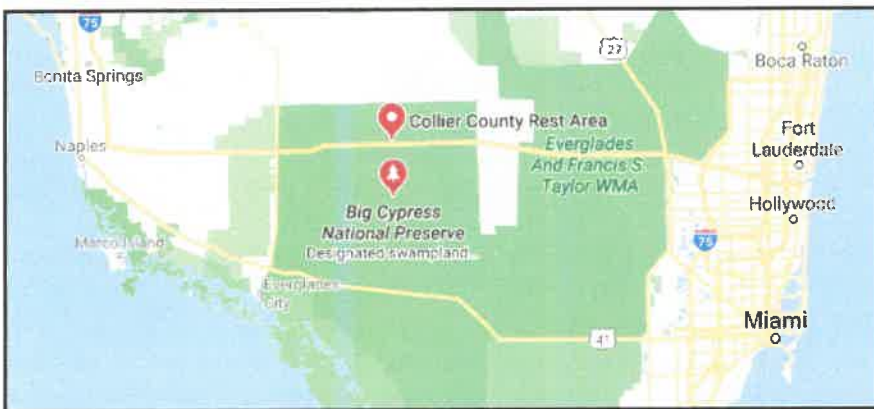 75
27
Bonita Springs
Boca Raton
Collier County Rest Area
Naples
Everglades
And Francis S.
Taylor WMA
Fort
Lauderdale
Big Cypress
National Preserve
Designated swampland
Hollywood
Marco Island
75
Everglades
City
Miami
41